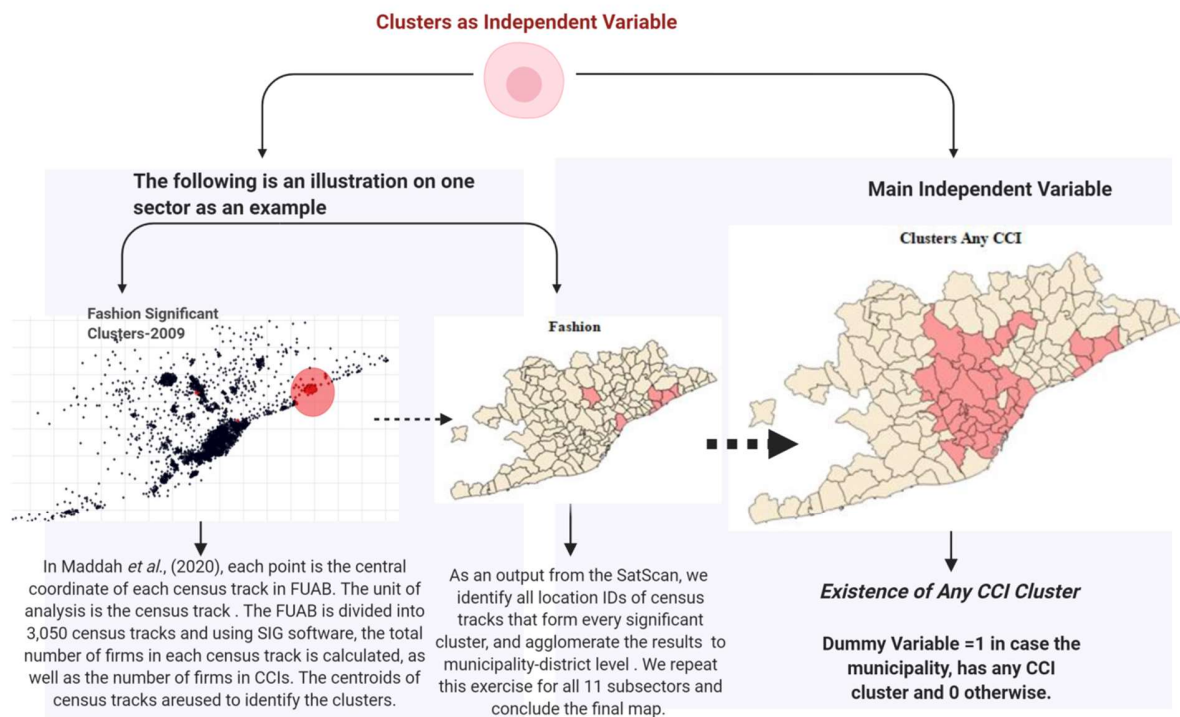 Clusters as Independent Variable
The following is an illustration on one
sector as an example
Main Independent Variable
Fashion Significant
Clusters-2009
Fashion
Clusters Any CCI
In Maddah et al., (2020), each point is the central
coordinate of each census track in FUAB. The unit of
analysis is the census track . The FUAB is divided into
3,050 census tracks and using SIG software, the total
number of firms in each census track is calculated, as
well as the number of firms in CCIs. The centroids of
census tracks areused to identify the clusters.
As an output from the SatScan, we
identify all location IDs of census
tracks that form every significant
cluster, and agglomerate the results to
municipality-district level . We repeat
this exercise for all 11 subsectors and
conclude the final map.
Existence of Any CCI Cluster
Dummy Variable =1 in case the
municipality, has any CCI
cluster and 0 otherwise.